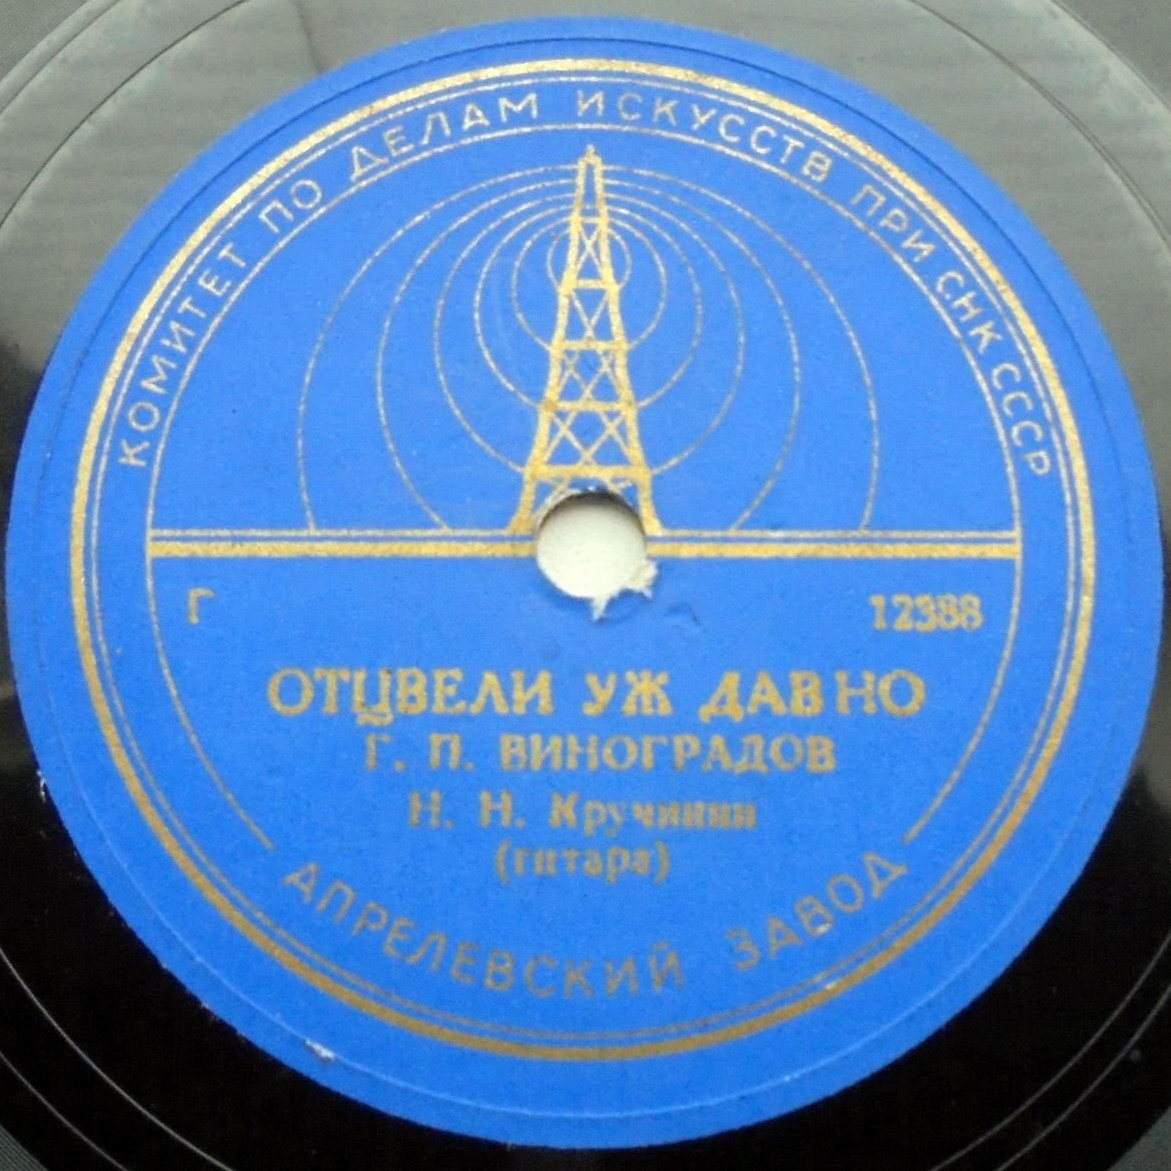 КОМИТЕТ ПО ДЕЛАМ ИСКУССТВ ПРИ СНК СССР
Г 12388
ОТЦВЕЛИ УЖ ДАВНО
Г. П. ВИНОГРАДОВ
Н. Н. Кручинин
(гитара)
АПРЕЛЕВСКИЙ ЗАВОД